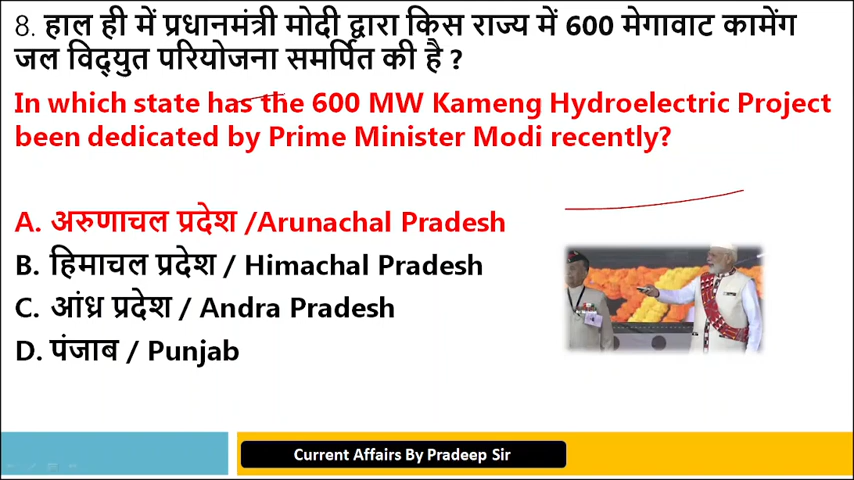 8. हाल ही में प्रधानमंत्री मोदी द्वारा किस राज्य में 600 मेगावाट कामेंग
जल विद्युत परियोजना समर्पित की है ?
In which state has the 600 MW Kameng Hydroelectric Project
been dedicated by Prime Minister Modi recently?
A. अरुणाचल प्रदेश /Arunachal Pradesh
B. हिमाचल प्रदेश / Himachal Pradesh
C. आंध्र प्रदेश / Andra Pradesh
D. पंजाब / Punjab
Current Affairs By Pradeep Sir